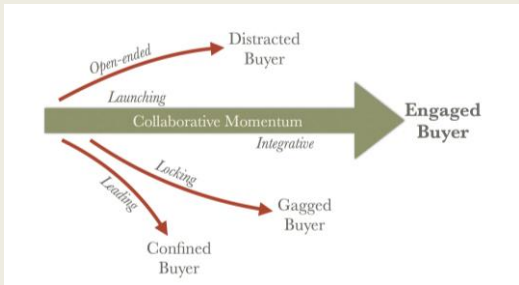 Distracted
Buyer
Open-ended
Launching
Collaborative Momentum
Integrative
Engaged
Buyer
Locking
Leading
Gagged
Buyer
Confined
Buyer